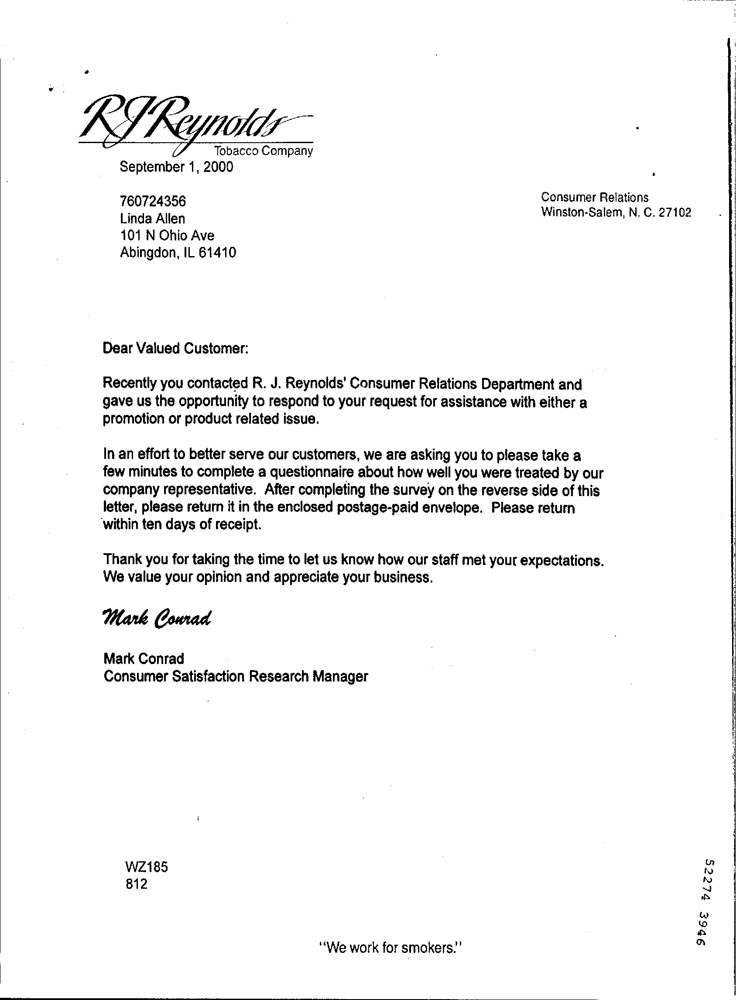 RJReynolds
Tobacco Company
September 1, 2000
760724356
Linda Allen
101 N Ohio Ave
Abingdon, IL 61410
Consumer Relations
Winston-Salem, N. C. 27102
Dear Valued Customer:
Recently you contacted R. J. Reynolds' Consumer Relations Department and
gave us the opportunity to respond to your request for assistance with either a
promotion or product related issue.
In an effort to better serve our customers, we are asking you to please take a
few minutes to complete a questionnaire about how well you were treated by our
company representative. After completing the survey on the reverse side of this
letter, please return it in the enclosed postage-paid envelope. Please return
within ten days of receipt.
Thank you for taking the time to let us know how our staff met your expectations.
We value your opinion and appreciate your business.
Mark Conrad
Mark Conrad
Consumer Satisfaction Research Manager
WZ185
812
52274 3946
"We work for smokers."